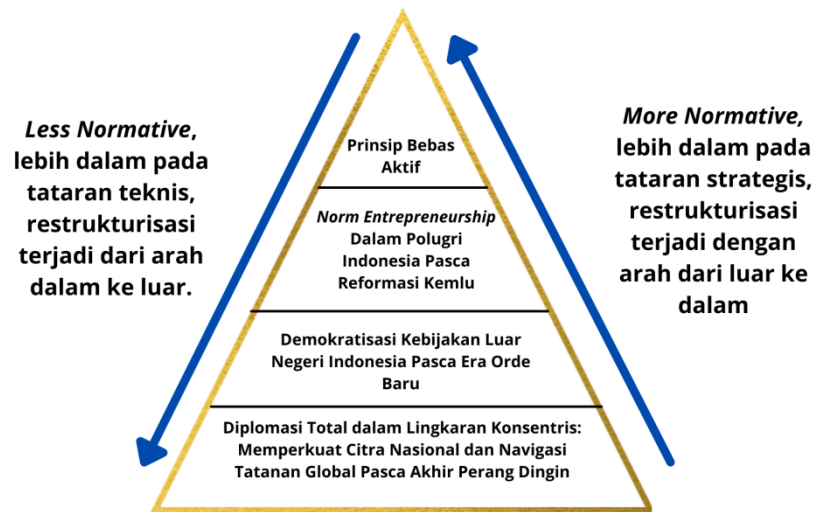 Less Normative,
lebih dalam pada
tataran teknis,
restrukturisasi
terjadi dari arah
dalam ke luar.
Prinsip Bebas
Aktif
Norm Entrepreneurship
Dalam Polugri
Indonesia Pasca
Reformasi Kemlu
Demokratisasi Kebijakan Luar
Negeri Indonesia Pasca Era Orde
Baru
Diplomasi Total dalam Lingkaran Konsentris:
Memperkuat Citra Nasional dan Navigasi
Tatanan Global Pasca Akhir Perang Dingin
More Normative,
lebih dalam pada
tataran strategis,
restrukturisasi
terjadi dengan
arah dari luar ke
dalam